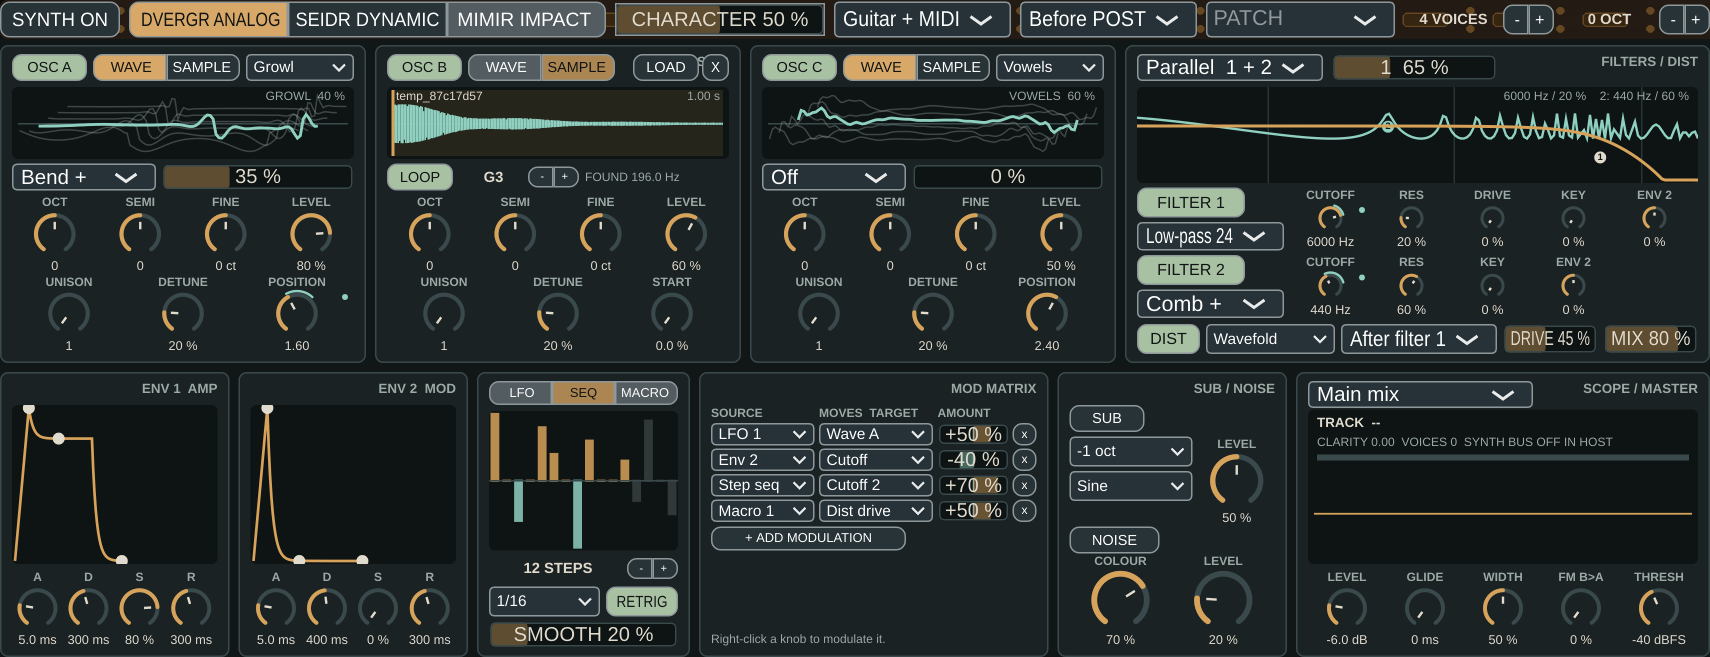 SYNTH ON DVERGR ANALOG SEIDR DYNAMIC MIMIR IMPACT CHARACTER 50 % Guitar + MIDI Before POST PATCH 4 VOICES - + 0 OCT - +
OSC A WAVE SAMPLE Growl
GROWL 40 %
Bend + 35 %
OCT SEMI FINE LEVEL
0 0 0 ct 80 %
UNISON DETUNE POSITION
1 20 % 1.60
OSC B WAVE SAMPLE LOAD X
temp_87c17d57 1.00 s
LOOP G3 - + FOUND 196.0 Hz
OCT SEMI FINE LEVEL
0 0 0 ct 60 %
UNISON DETUNE START
1 20 % 0.0 %
OSC C WAVE SAMPLE Vowels
VOWELS 60 %
Off 0 %
OCT SEMI FINE LEVEL
0 0 0 ct 50 %
UNISON DETUNE POSITION
1 20 % 2.40
Parallel 1 + 2 1 65 % FILTERS / DIST
6000 Hz / 20 % 2: 440 Hz / 60 %
1
FILTER 1 CUTOFF RES DRIVE KEY ENV 2
Low-pass 24 6000 Hz 20 % 0 % 0 % 0 %
FILTER 2 CUTOFF RES KEY ENV 2
Comb + 440 Hz 60 % 0 % 0 %
DIST Wavefold After filter 1 DRIVE 45 % MIX 80 %
ENV 1 AMP
A D S R
5.0 ms 300 ms 80 % 300 ms
ENV 2 MOD
A D S R
5.0 ms 400 ms 0 % 300 ms
LFO SEQ MACRO
12 STEPS - +
1/16 RETRIG
SMOOTH 20 %
MOD MATRIX
SOURCE MOVES TARGET AMOUNT
LFO 1 Wave A +50 % x
Env 2 Cutoff -40 % x
Step seq Cutoff 2 +70 % x
Macro 1 Dist drive +50 % x
+ ADD MODULATION
Right-click a knob to modulate it.
SUB / NOISE
SUB
-1 oct LEVEL
Sine
50 %
NOISE
COLOUR LEVEL
70 % 20 %
Main mix SCOPE / MASTER
TRACK --
CLARITY 0.00 VOICES 0 SYNTH BUS OFF IN HOST
LEVEL GLIDE WIDTH FM B>A THRESH
-6.0 dB 0 ms 50 % 0 % -40 dBFS